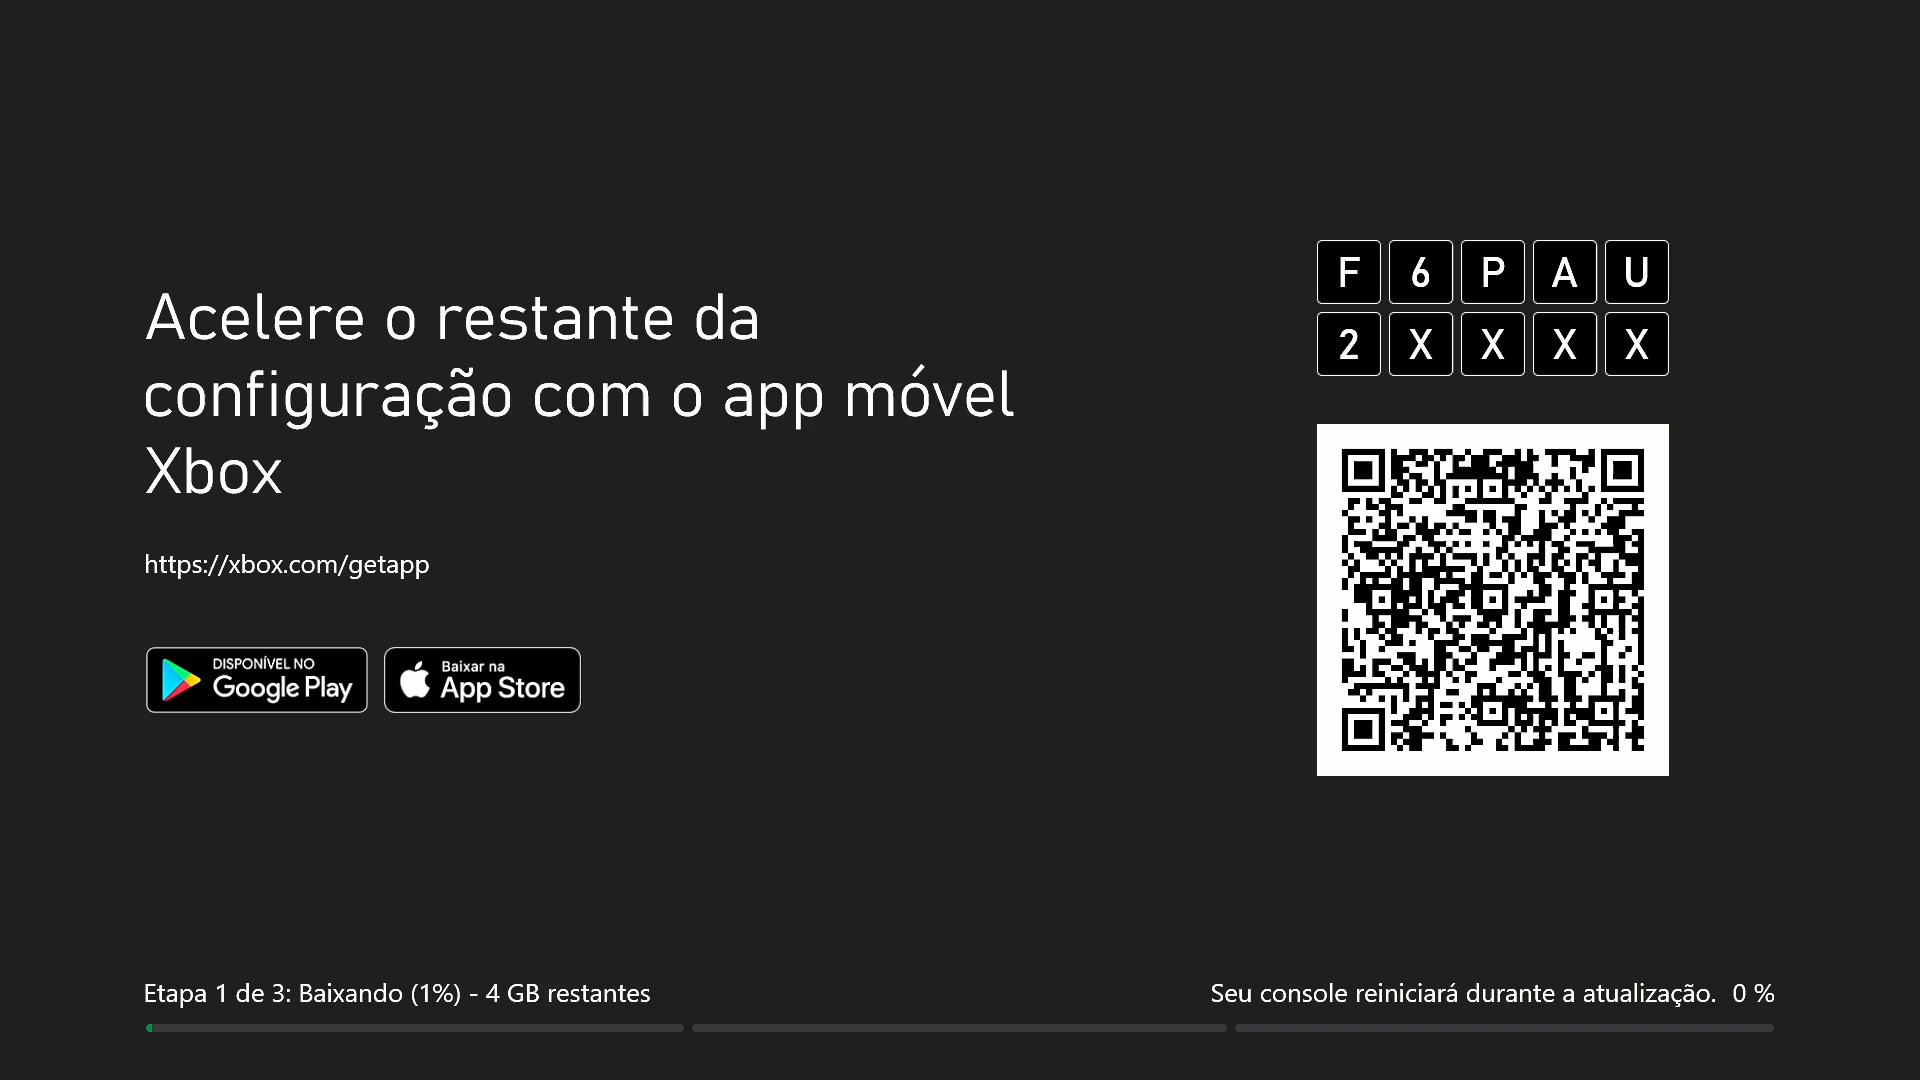 Acelere o restante da
configuração com o app móvel
Xbox
https://xbox.com/getapp
DISPONÍVEL NO
Google Play
Baixar na
App Store
F 6 P A U
2 X X X X
Etapa 1 de 3: Baixando (1%) - 4 GB restantes
Seu console reiniciará durante a atualização. 0 %